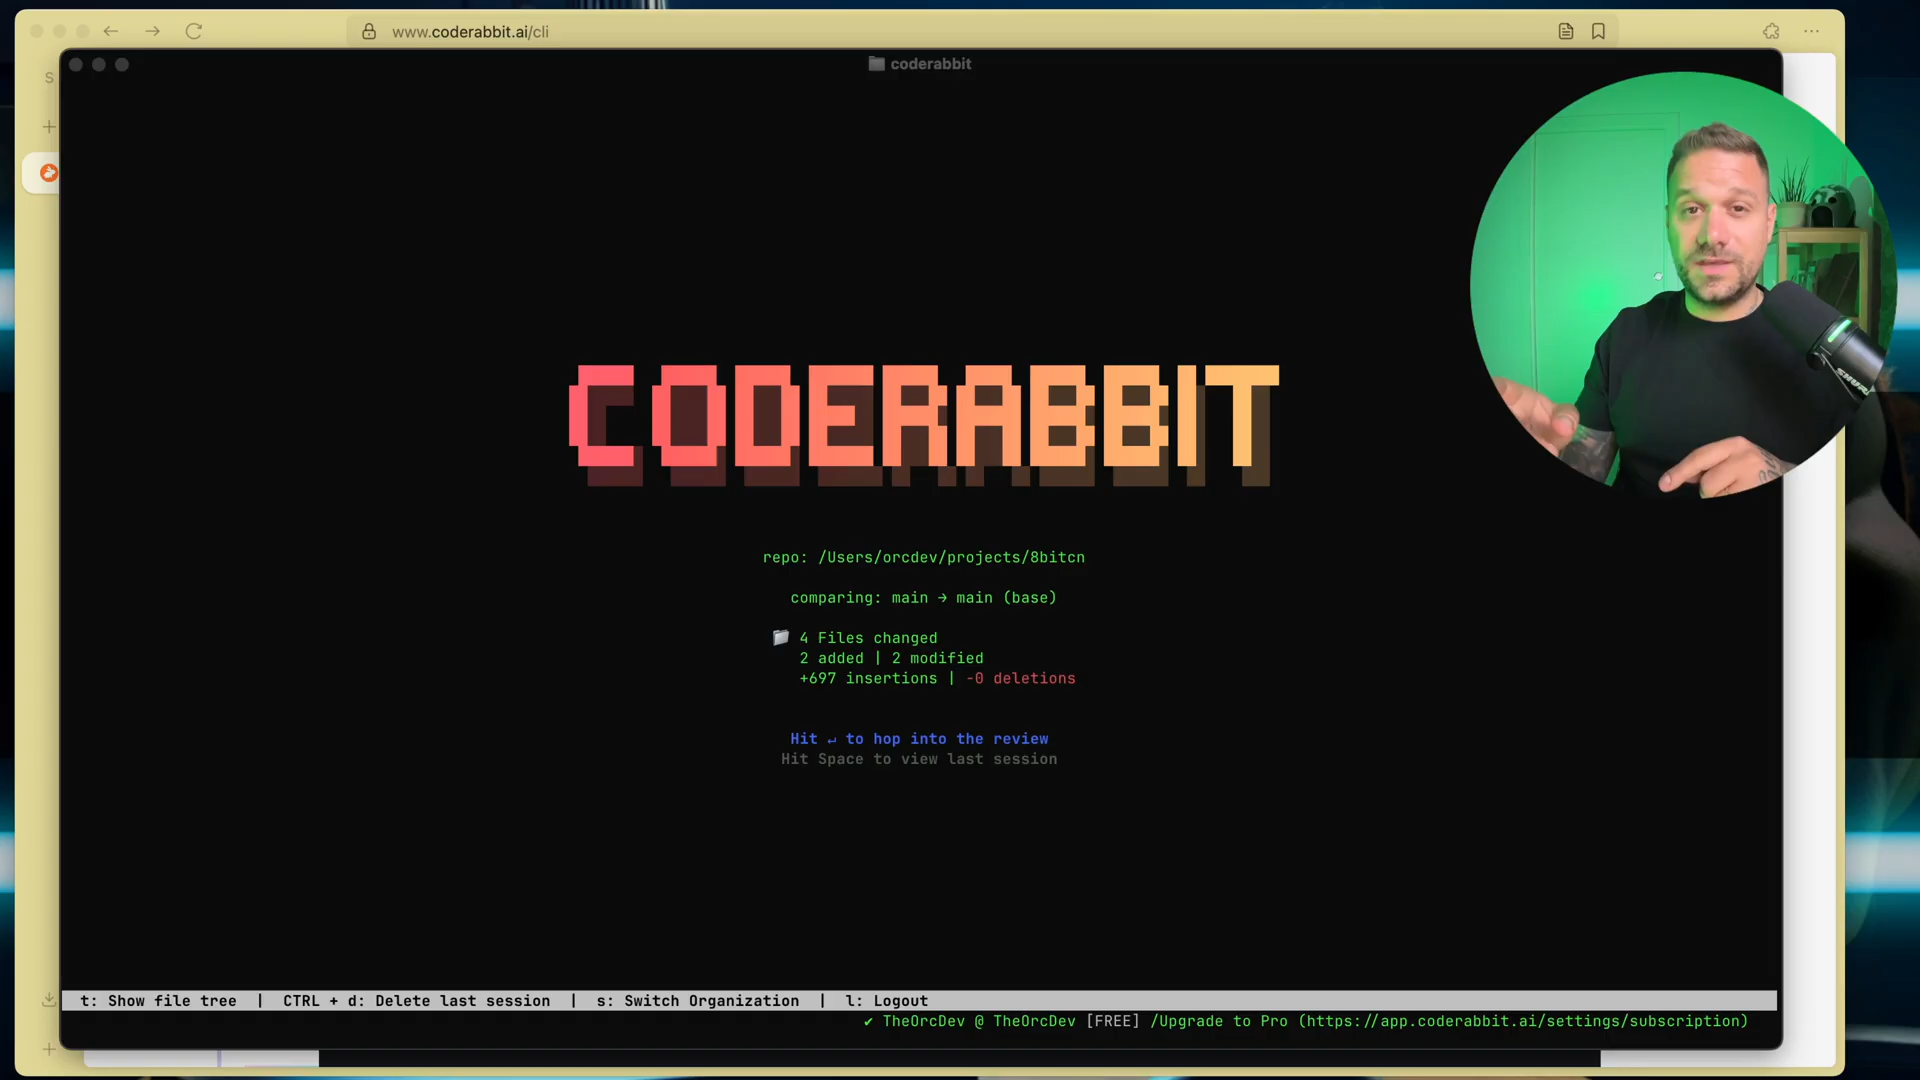 www.coderabbit.ai/cli
S
coderabbit
CODERABBIT
repo: /Users/orcdev/projects/8bitcn
comparing: main → main (base)
4 Files changed
2 added | 2 modified
+697 insertions | -0 deletions
Hit ↵ to hop into the review
Hit Space to view last session
t: Show file tree | CTRL + d: Delete last session | s: Switch Organization | l: Logout
✔ TheOrcDev @ TheOrcDev [FREE] /Upgrade to Pro (https://app.coderabbit.ai/settings/subscription)
SHURE